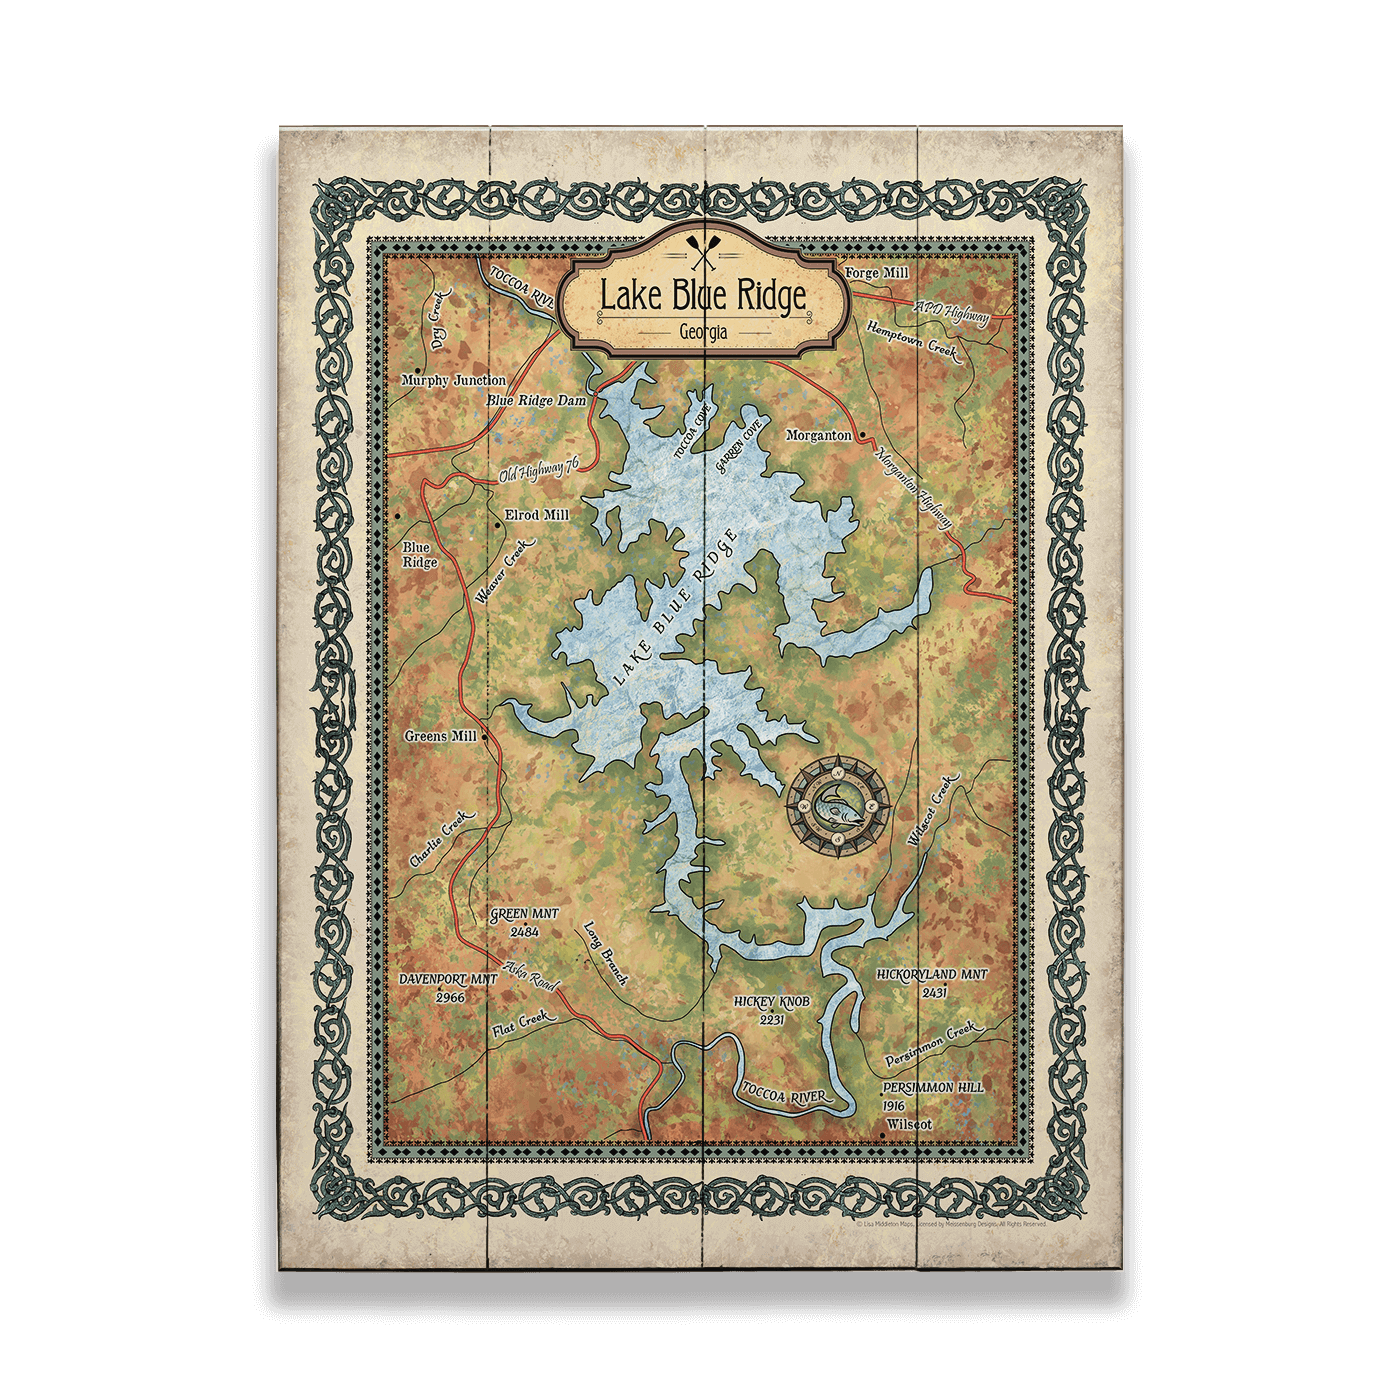 Lake Blue Ridge
Georgia
TOCCOA RIVE
Forge Mill
APD Highway
Hemptown Creek
Dry Creek
Murphy Junction
Blue Ridge Dam
TOCCOA COVE
GARREN COVE
Morganton
Morganton Highway
Old Highway 76
Elrod Mill
Blue
Ridge
Weaver Creek
LAKE BLUE RIDGE
Greens Mill
N
W
E
S
Wilscot Creek
Charlie Creek
GREEN MNT
2484
Long Branch
DAVENPORT MNT
2966
Aska Road
HICKORYLAND MNT
2431
HICKEY KNOB
2231
Flat Creek
Persimmon Creek
TOCCOA RIVER
PERSIMMON HILL
1916
Wilscot
© Lisa Middleton Maps, Licensed by Meissenburg Designs. All Rights Reserved.